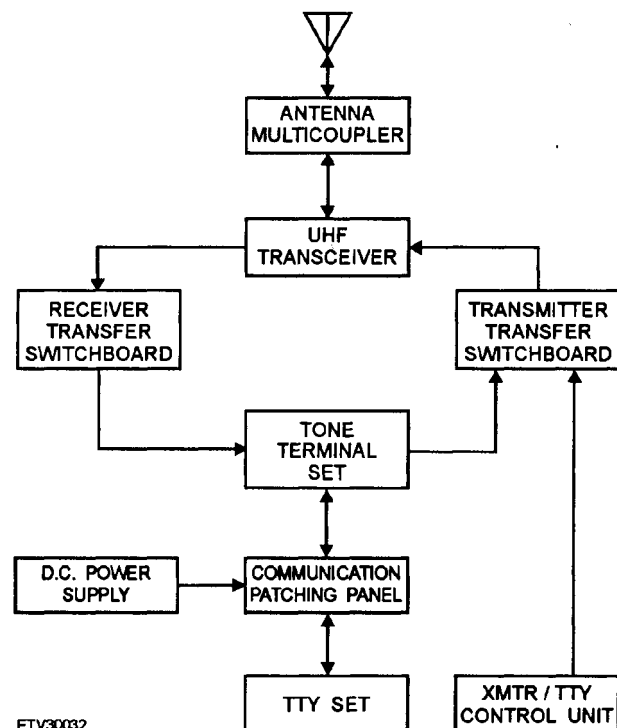 ANTENNA
MULTICOUPLER
UHF
TRANSCEIVER
RECEIVER
TRANSFER
SWITCHBOARD
TRANSMITTER
TRANSFER
SWITCHBOARD
TONE
TERMINAL
SET
D.C. POWER
SUPPLY
COMMUNICATION
PATCHING PANEL
TTY SET
XMTR / TTY
CONTROL UNIT
ETV30032